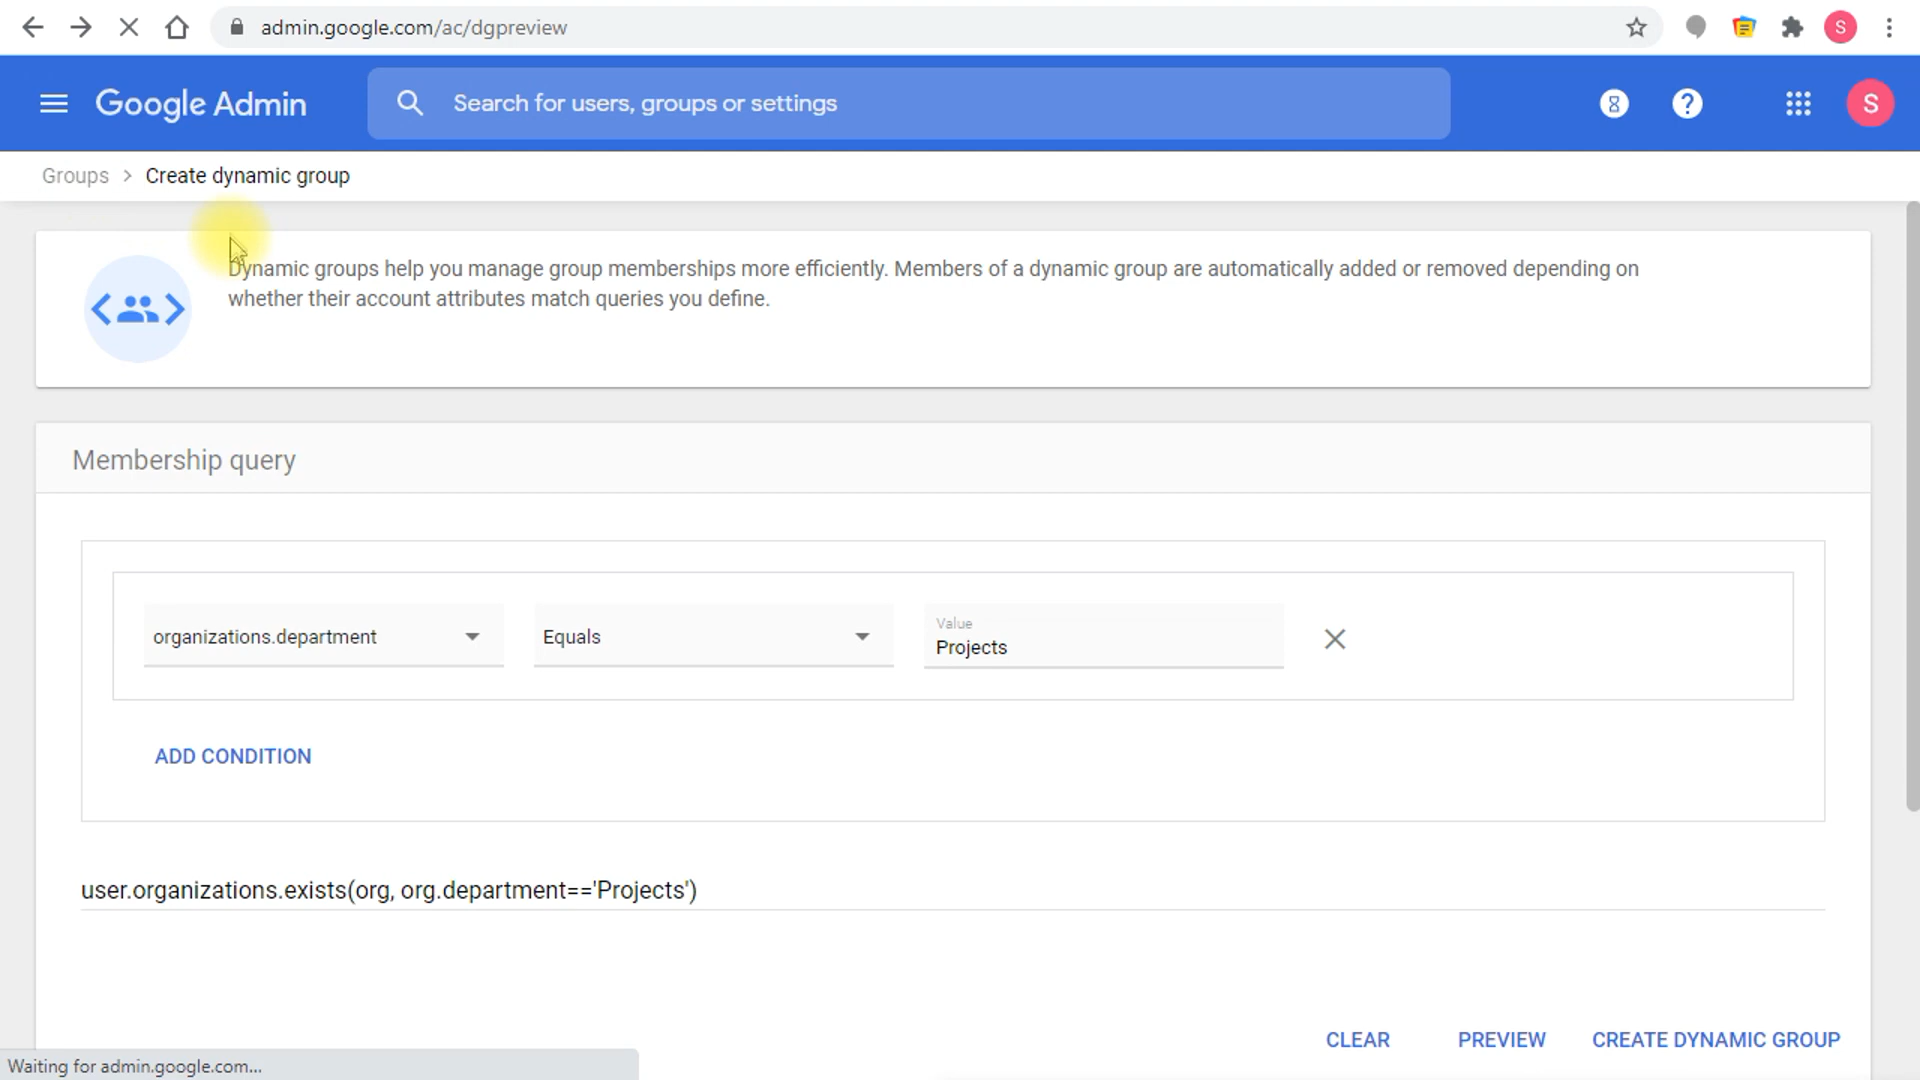 admin.google.com/ac/dgpreview
S
Google Admin
Search for users, groups or settings
S
Groups > Create dynamic group
Dynamic groups help you manage group memberships more efficiently. Members of a dynamic group are automatically added or removed depending on
whether their account attributes match queries you define.
Membership query
organizations.department
Equals
Value
Projects
ADD CONDITION
user.organizations.exists(org, org.department=='Projects')
CLEAR
PREVIEW
CREATE DYNAMIC GROUP
Waiting for admin.google.com...